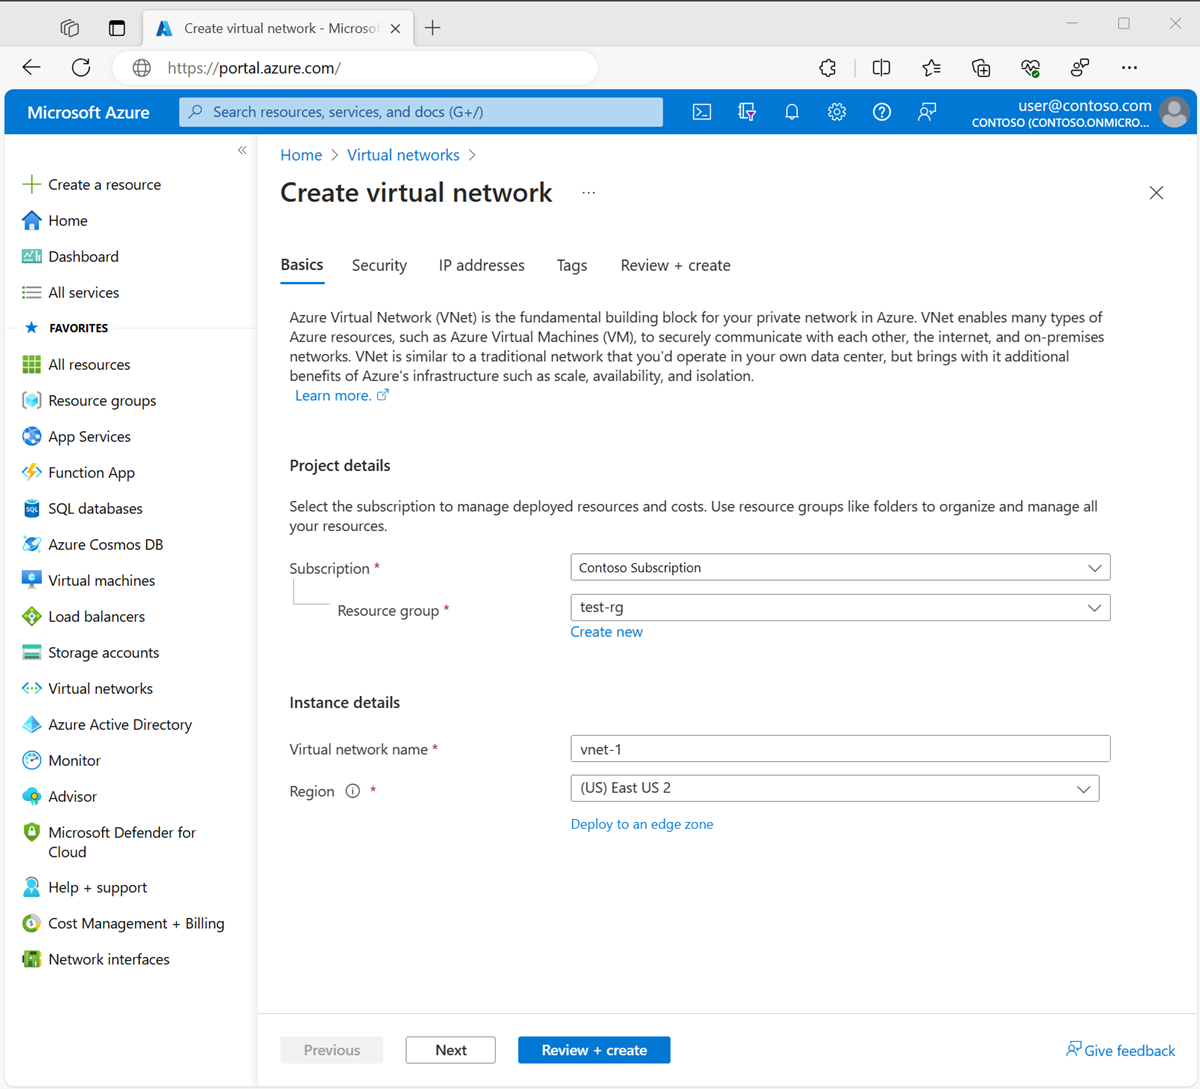 Create virtual network - Microsof
https://portal.azure.com/
Microsoft Azure
Search resources, services, and docs (G+/)
user@contoso.com
CONTOSO (CONTOSO.ONMICRO...
Create a resource
Home
Dashboard
All services
FAVORITES
All resources
Resource groups
App Services
Function App
SQL databases
Azure Cosmos DB
Virtual machines
Load balancers
Storage accounts
Virtual networks
Azure Active Directory
Monitor
Advisor
Microsoft Defender for
Cloud
Help + support
Cost Management + Billing
Network interfaces
Home > Virtual networks >
Create virtual network ...
Basics Security IP addresses Tags Review + create
Azure Virtual Network (VNet) is the fundamental building block for your private network in Azure. VNet enables many types of
Azure resources, such as Azure Virtual Machines (VM), to securely communicate with each other, the internet, and on-premises
networks. VNet is similar to a traditional network that you'd operate in your own data center, but brings with it additional
benefits of Azure's infrastructure such as scale, availability, and isolation.
Learn more.
Project details
Select the subscription to manage deployed resources and costs. Use resource groups like folders to organize and manage all
your resources.
Subscription * Contoso Subscription
Resource group * test-rg
Create new
Instance details
Virtual network name * vnet-1
Region * (US) East US 2
Deploy to an edge zone
Previous Next Review + create Give feedback